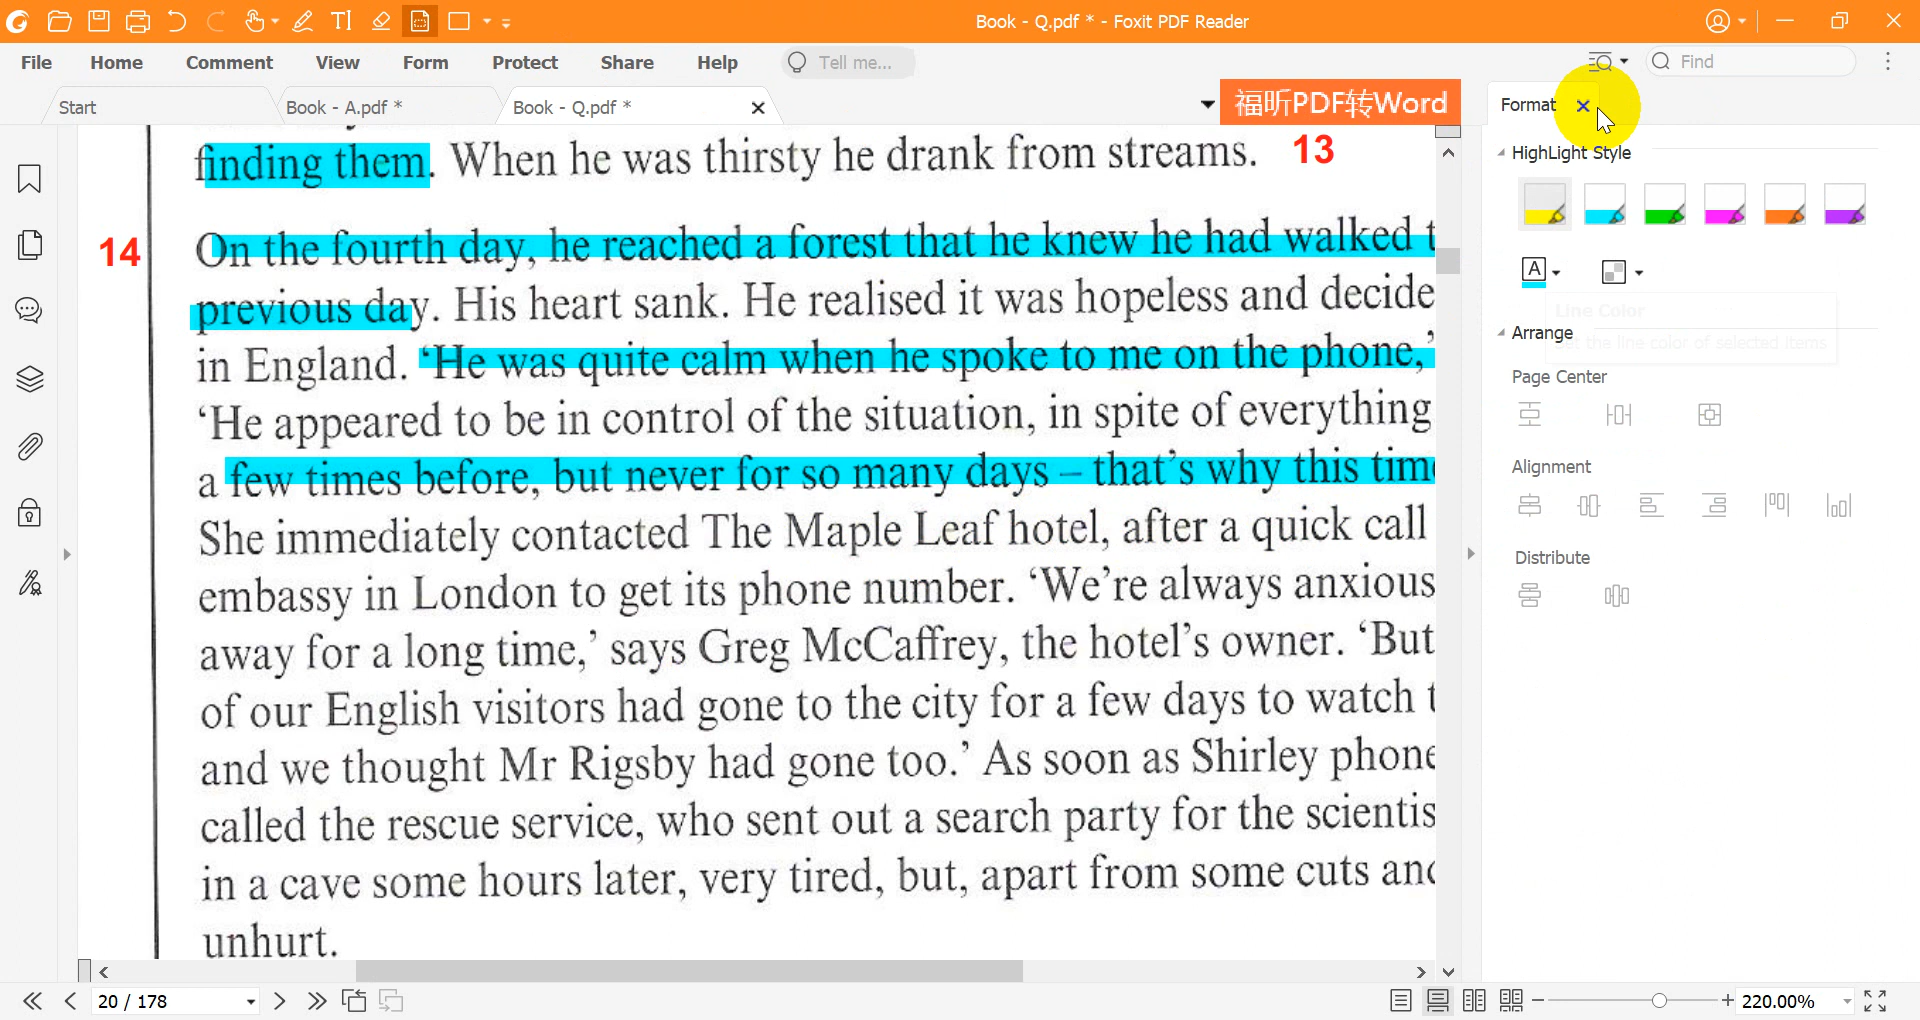 Book - Q.pdf * - Foxit PDF Reader
File Home Comment View Form Protect Share Help Tell me... Find
Start Book - A.pdf * Book - Q.pdf * 福昕PDF转Word Format
finding them. When he was thirsty he drank from streams. 13
14 On the fourth day, he reached a forest that he knew he had walked t
previous day. His heart sank. He realised it was hopeless and decide
in England. ‘He was quite calm when he spoke to me on the phone,’
‘He appeared to be in control of the situation, in spite of everything
a few times before, but never for so many days – that’s why this tim
She immediately contacted The Maple Leaf hotel, after a quick call
embassy in London to get its phone number. ‘We’re always anxious
away for a long time,’ says Greg McCaffrey, the hotel’s owner. ‘But
of our English visitors had gone to the city for a few days to watch t
and we thought Mr Rigsby had gone too.’ As soon as Shirley phone
called the rescue service, who sent out a search party for the scientis
in a cave some hours later, very tired, but, apart from some cuts and
unhurt.
HighLight Style
Line Color
Arrange
the line color of selected items
Page Center
Alignment
Distribute
20 / 178 220.00%